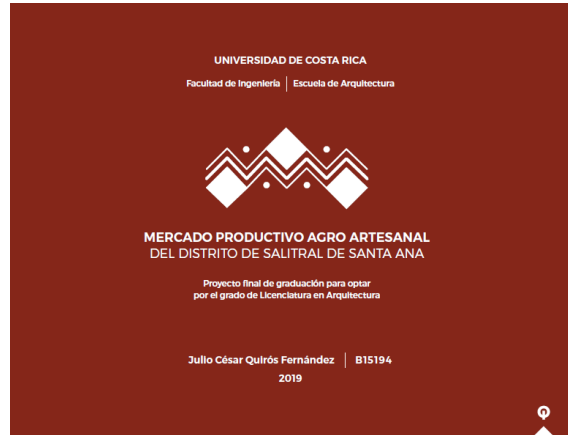 UNIVERSIDAD DE COSTA RICA
Facultad de Ingeniería | Escuela de Arquitectura
MERCADO PRODUCTIVO AGRO ARTESANAL
DEL DISTRITO DE SALITRAL DE SANTA ANA
Proyecto final de graduación para optar
por el grado de Licenciatura en Arquitectura
Julio César Quirós Fernández | B15194
2019